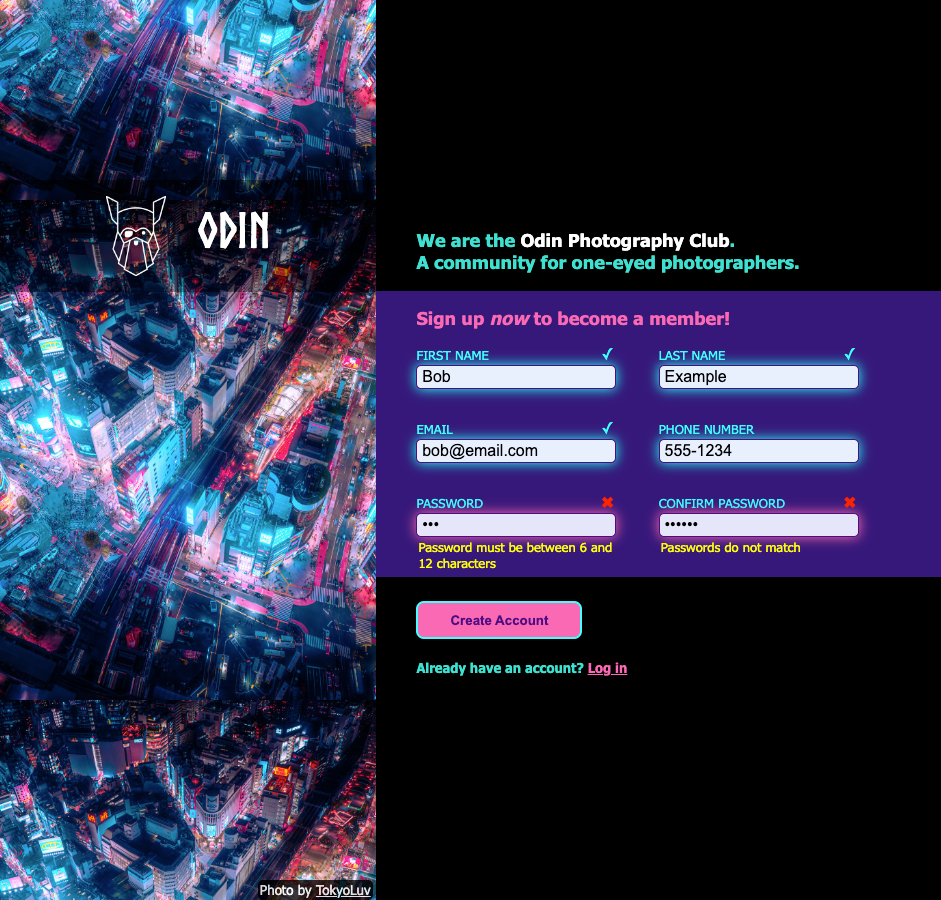 ODIN
We are the Odin Photography Club.
A community for one-eyed photographers.
Sign up now to become a member!
FIRST NAME ✓ LAST NAME ✓
Bob Example
EMAIL ✓ PHONE NUMBER
bob@email.com 555-1234
PASSWORD ✖ CONFIRM PASSWORD ✖
••• ••••••
Password must be between 6 and Passwords do not match
12 characters
Create Account
Already have an account? Log in
Photo by TokyoLuv